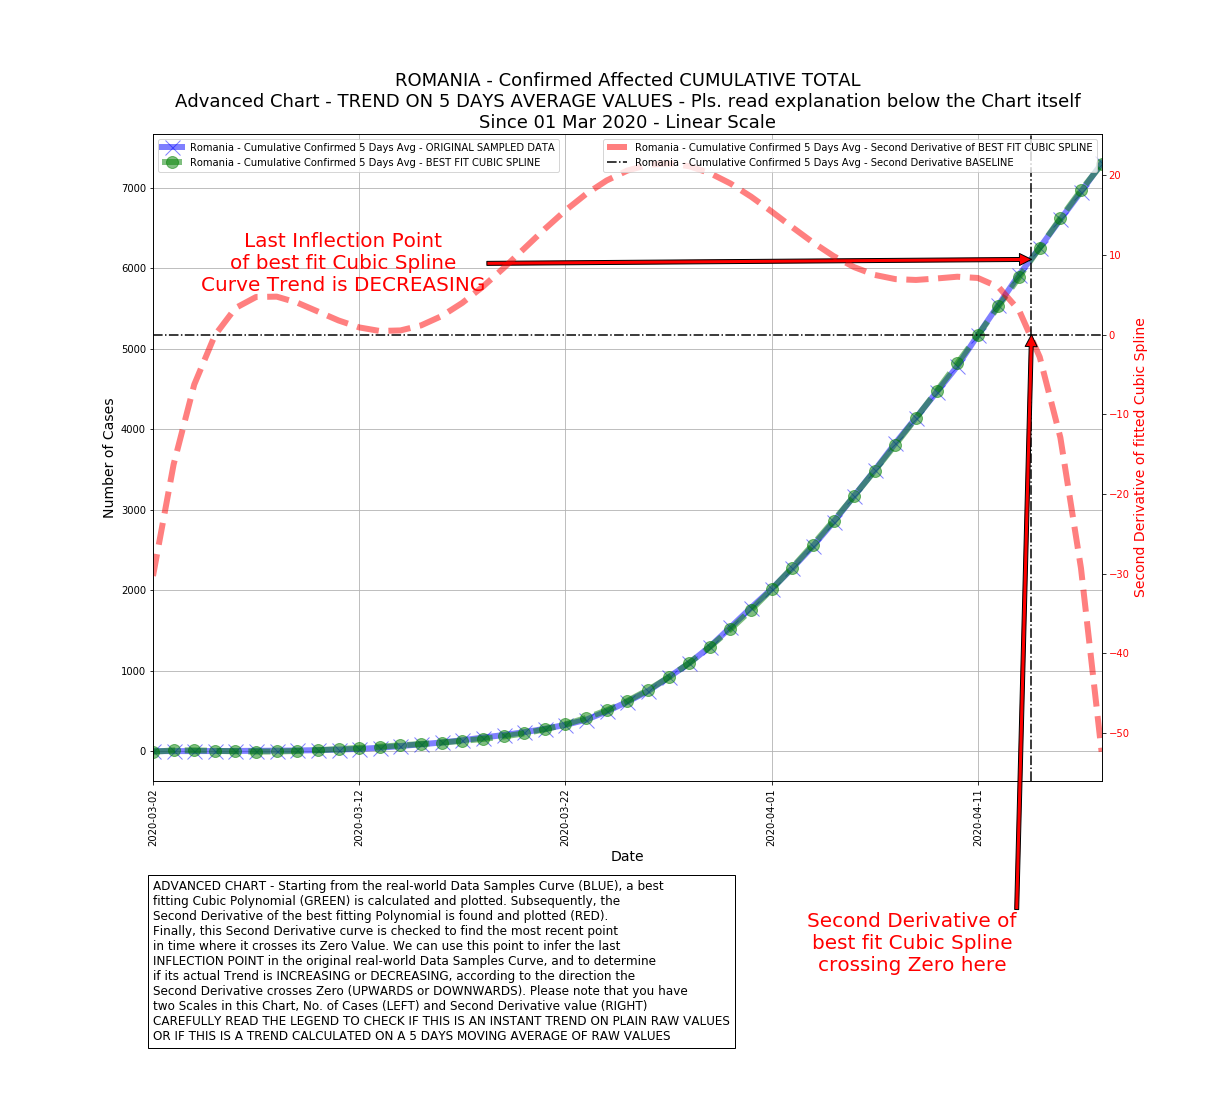 ROMANIA - Confirmed Affected CUMULATIVE TOTAL
Advanced Chart - TREND ON 5 DAYS AVERAGE VALUES - Pls. read explanation below the Chart itself
Since 01 Mar 2020 - Linear Scale
Romania - Cumulative Confirmed 5 Days Avg - ORIGINAL SAMPLED DATA
Romania - Cumulative Confirmed 5 Days Avg - BEST FIT CUBIC SPLINE
Romania - Cumulative Confirmed 5 Days Avg - Second Derivative of BEST FIT CUBIC SPLINE
Romania - Cumulative Confirmed 5 Days Avg - Second Derivative BASELINE
Last Inflection Point
of best fit Cubic Spline
Curve Trend is DECREASING
Number of Cases
7000
6000
5000
4000
3000
2000
1000
0
20
10
0
−10
−20
−30
−40
−50
Second Derivative of fitted Cubic Spline
2020-03-02
2020-03-12
2020-03-22
2020-04-01
2020-04-11
Date
Second Derivative of
best fit Cubic Spline
crossing Zero here
ADVANCED CHART - Starting from the real-world Data Samples Curve (BLUE), a best
fitting Cubic Polynomial (GREEN) is calculated and plotted. Subsequently, the
Second Derivative of the best fitting Polynomial is found and plotted (RED).
Finally, this Second Derivative curve is checked to find the most recent point
in time where it crosses its Zero Value. We can use this point to infer the last
INFLECTION POINT in the original real-world Data Samples Curve, and to determine
if its actual Trend is INCREASING or DECREASING, according to the direction the
Second Derivative crosses Zero (UPWARDS or DOWNWARDS). Please note that you have
two Scales in this Chart, No. of Cases (LEFT) and Second Derivative value (RIGHT)
CAREFULLY READ THE LEGEND TO CHECK IF THIS IS AN INSTANT TREND ON PLAIN RAW VALUES
OR IF THIS IS A TREND CALCULATED ON A 5 DAYS MOVING AVERAGE OF RAW VALUES